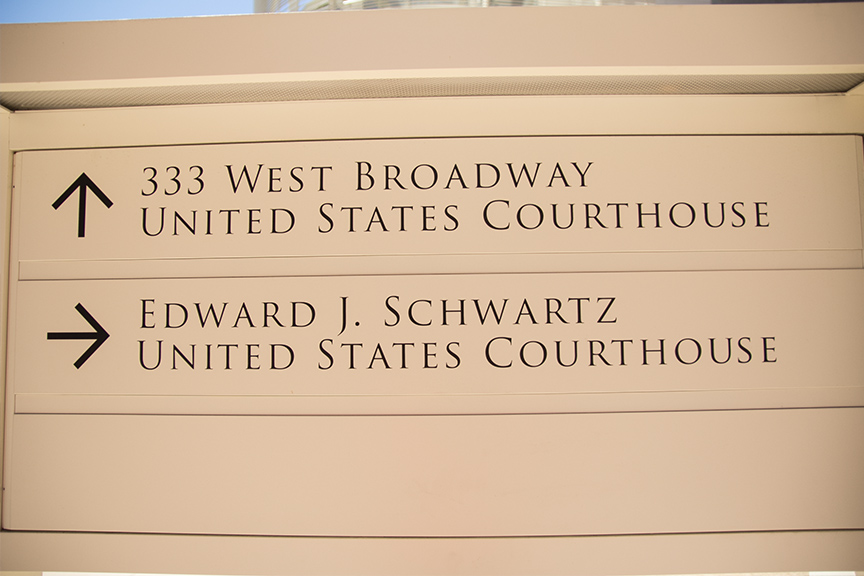 ↑ 333 West Broadway
United States Courthouse
→ Edward J. Schwartz
United States Courthouse